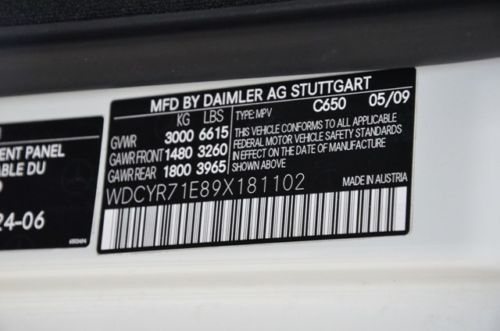 MFD BY DAIMLER AG STUTTGART
KG LBS TYPE: MPV C650 05/09
GVWR 3000 6615 THIS VEHICLE CONFORMS TO ALL APPLICABLE
GAWR FRONT 1480 3260 FEDERAL MOTOR VEHICLE SAFETY STANDARDS
GAWR REAR 1800 3965 IN EFFECT ON THE DATE OF MANUFACTURE
SHOWN ABOVE
WDCYR71E89X181102
MADE IN AUSTRIA
ENT PANEL
ABLE DU
24-06